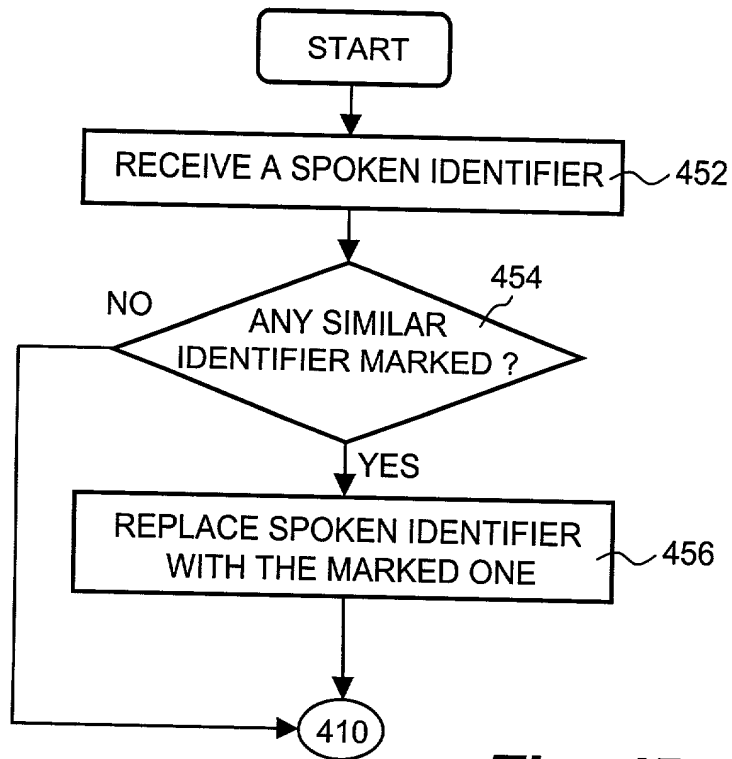 START
RECEIVE A SPOKEN IDENTIFIER
452
454
NO
ANY SIMILAR
IDENTIFIER MARKED ?
YES
REPLACE SPOKEN IDENTIFIER
WITH THE MARKED ONE
456
410